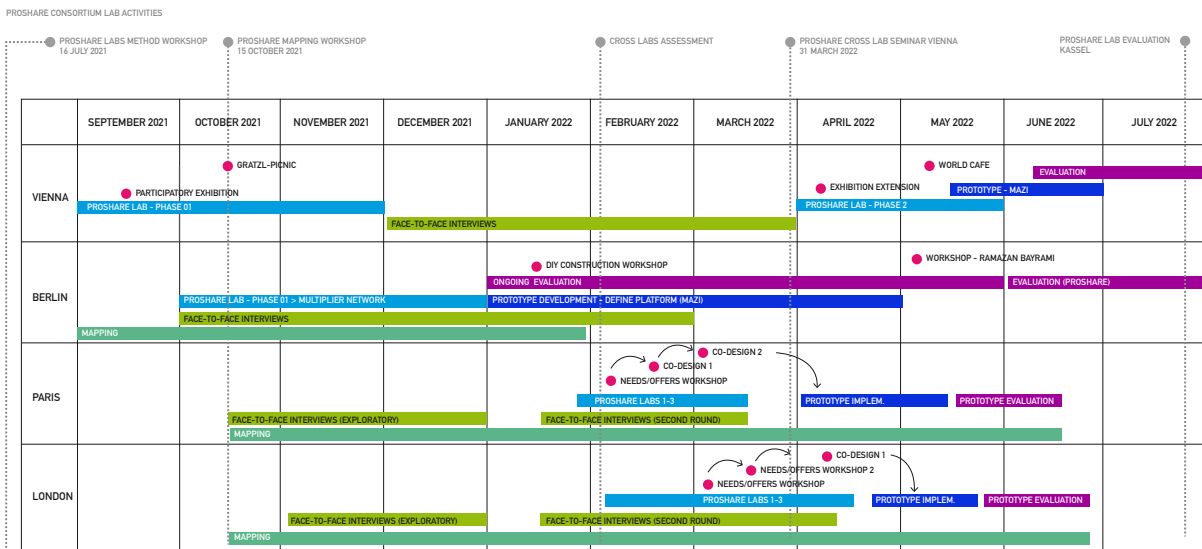 PROSHARE CONSORTIUM LAB ACTIVITIES
PROSHARE LABS METHOD WORKSHOP
16 JULY 2021
PROSHARE MAPPING WORKSHOP
15 OCTOBER 2021
CROSS LABS ASSESSMENT
PROSHARE CROSS LAB SEMINAR VIENNA
31 MARCH 2022
PROSHARE LAB EVALUATION
KASSEL
SEPTEMBER 2021
OCTOBER 2021
NOVEMBER 2021
DECEMBER 2021
JANUARY 2022
FEBRUARY 2022
MARCH 2022
APRIL 2022
MAY 2022
JUNE 2022
JULY 2022
VIENNA
GRATZL-PICNIC
WORLD CAFE
EVALUATION
PARTICIPATORY EXHIBITION
EXHIBITION EXTENSION
PROTOTYPE - MAZI
PROSHARE LAB - PHASE 01
PROSHARE LAB - PHASE 2
FACE-TO-FACE INTERVIEWS
BERLIN
DIY CONSTRUCTION WORKSHOP
WORKSHOP - RAMAZAN BAYRAMI
ONGOING EVALUATION
EVALUATION (PROSHARE)
PROSHARE LAB - PHASE 01 > MULTIPLIER NETWORK
PROTOTYPE DEVELOPMENT - DEFINE PLATFORM (MAZI)
FACE-TO-FACE INTERVIEWS
MAPPING
PARIS
CO-DESIGN 2
CO-DESIGN 1
NEEDS/OFFERS WORKSHOP
PROSHARE LABS 1-3
PROTOTYPE IMPLEM.
PROTOTYPE EVALUATION
FACE-TO-FACE INTERVIEWS (EXPLORATORY)
FACE-TO-FACE INTERVIEWS (SECOND ROUND)
MAPPING
LONDON
CO-DESIGN 1
NEEDS/OFFERS WORKSHOP 2
NEEDS/OFFERS WORKSHOP
PROSHARE LABS 1-3
PROTOTYPE IMPLEM.
PROTOTYPE EVALUATION
FACE-TO-FACE INTERVIEWS (EXPLORATORY)
FACE-TO-FACE INTERVIEWS (SECOND ROUND)
MAPPING